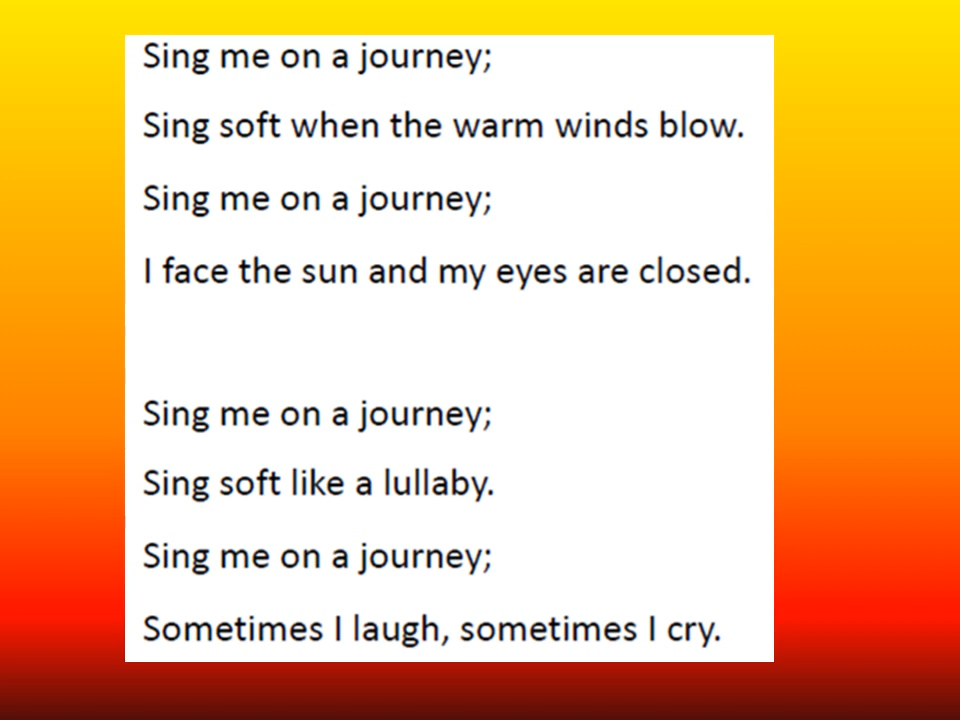 Sing me on a journey;
Sing soft when the warm winds blow.
Sing me on a journey;
I face the sun and my eyes are closed.
Sing me on a journey;
Sing soft like a lullaby.
Sing me on a journey;
Sometimes I laugh, sometimes I cry.